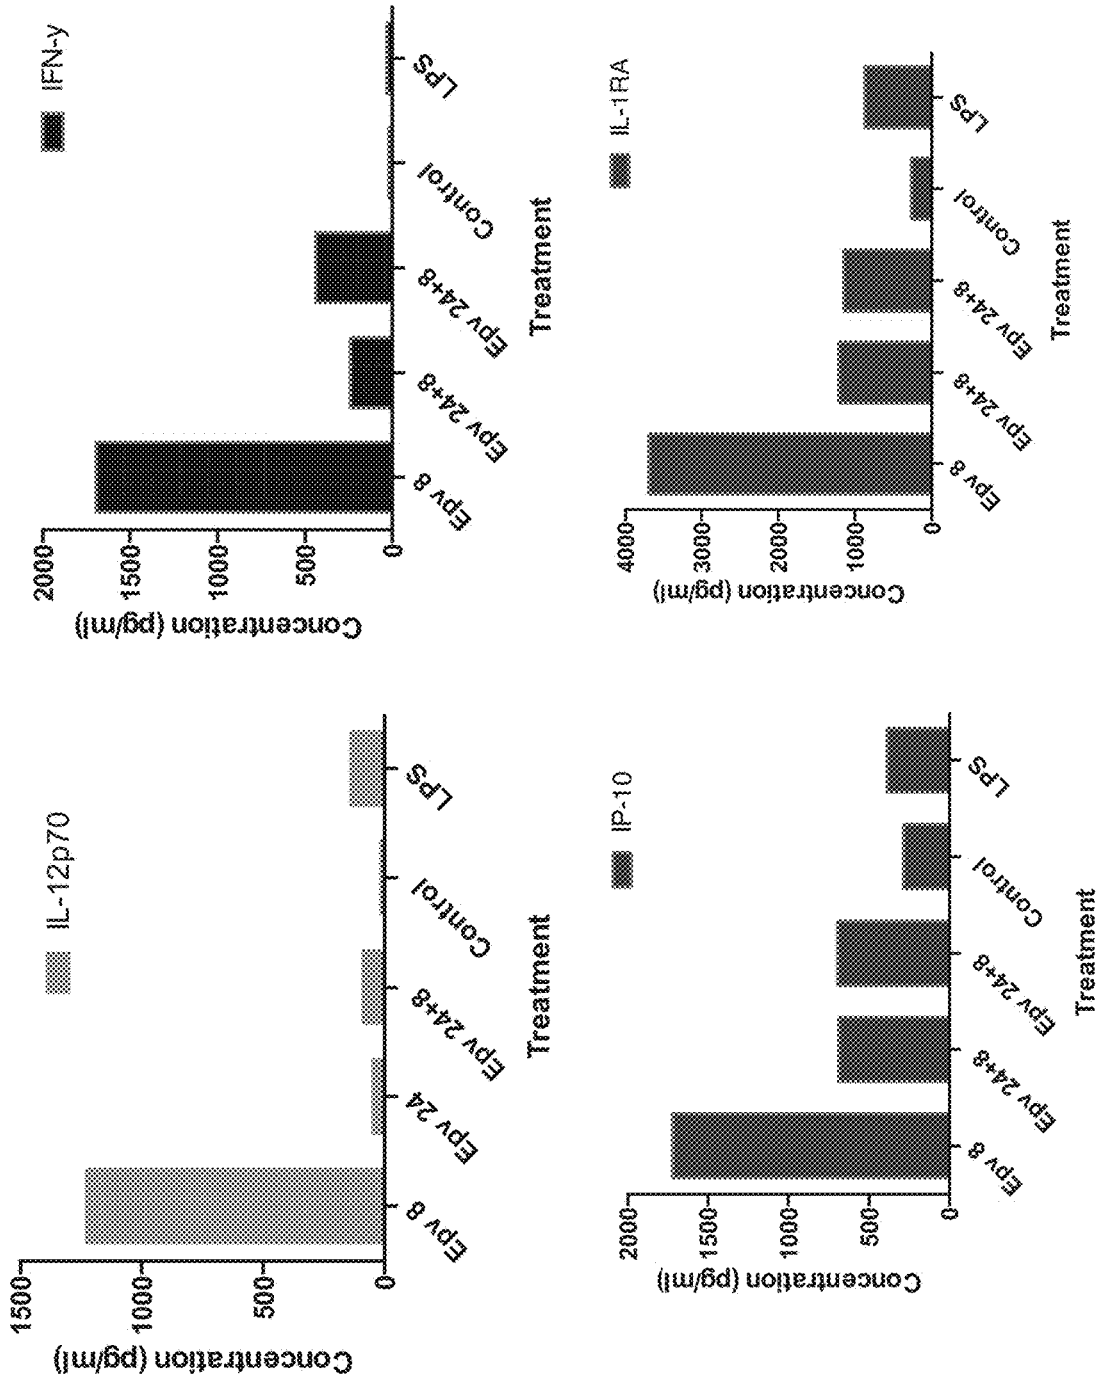 IL-12p70
Concentration (pg/ml)
1500
1000
500
0
Epv 8
Epv 24
Epv 24+8
Control
LPS
Treatment
IFN-y
Concentration (pg/ml)
2000
1500
1000
500
0
Epv 8
Epv 24+8
Epv 24+8
Control
LPS
Treatment
IP-10
Concentration (pg/ml)
2000
1500
1000
500
0
Epv 8
Epv 24+8
Epv 24+8
Control
LPS
Treatment
IL-1RA
Concentration (pg/ml)
4000
3000
2000
1000
0
Epv 8
Epv 24+8
Epv 24+8
Control
LPS
Treatment